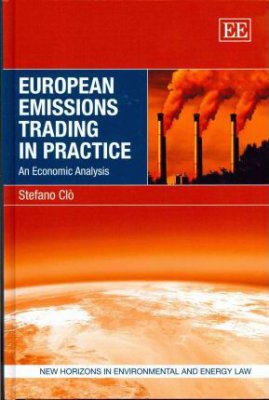 EE
EUROPEAN
EMISSIONS
TRADING
IN PRACTICE
An Economic Analysis
Stefano Clò
NEW HORIZONS IN ENVIRONMENTAL AND ENERGY LAW